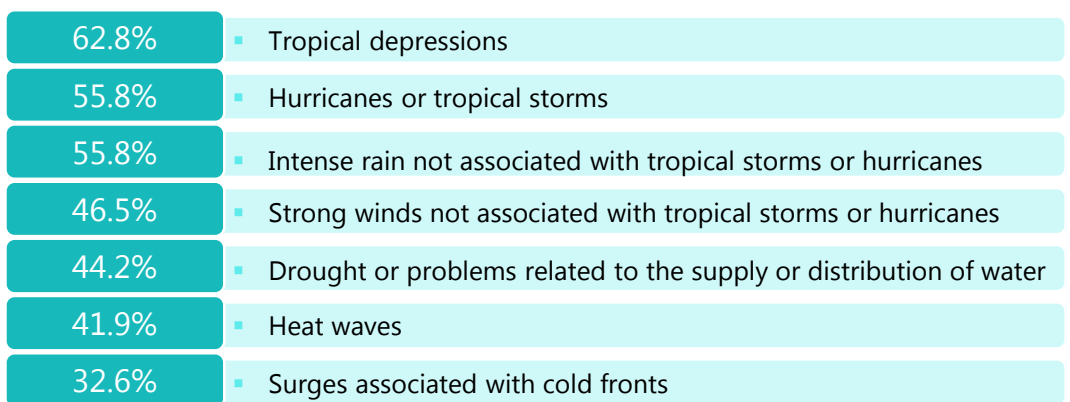 62.8% ▪ Tropical depressions
55.8% ▪ Hurricanes or tropical storms
55.8% ▪ Intense rain not associated with tropical storms or hurricanes
46.5% ▪ Strong winds not associated with tropical storms or hurricanes
44.2% ▪ Drought or problems related to the supply or distribution of water
41.9% ▪ Heat waves
32.6% ▪ Surges associated with cold fronts